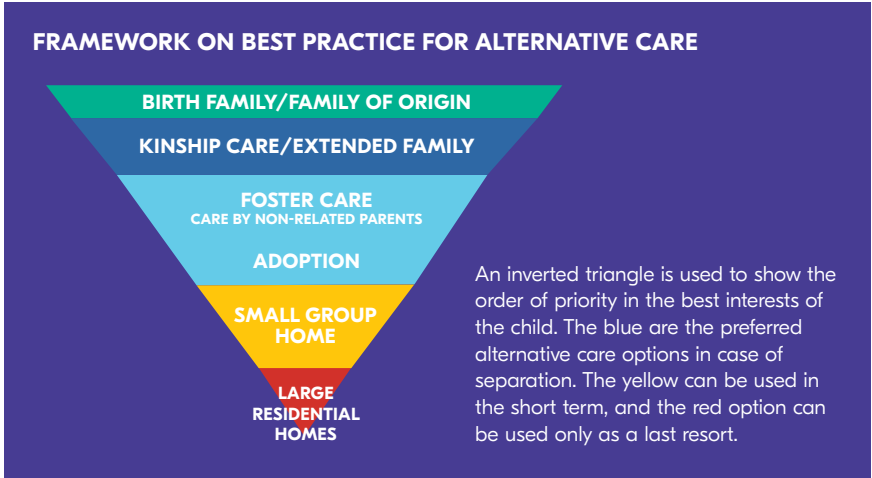 FRAMEWORK ON BEST PRACTICE FOR ALTERNATIVE CARE
BIRTH FAMILY/FAMILY OF ORIGIN
KINSHIP CARE/EXTENDED FAMILY
FOSTER CARE
CARE BY NON-RELATED PARENTS
ADOPTION
SMALL GROUP
HOME
LARGE
RESIDENTIAL
HOMES
An inverted triangle is used to show the
order of priority in the best interests of
the child. The blue are the preferred
alternative care options in case of
separation. The yellow can be used in
the short term, and the red option can
be used only as a last resort.